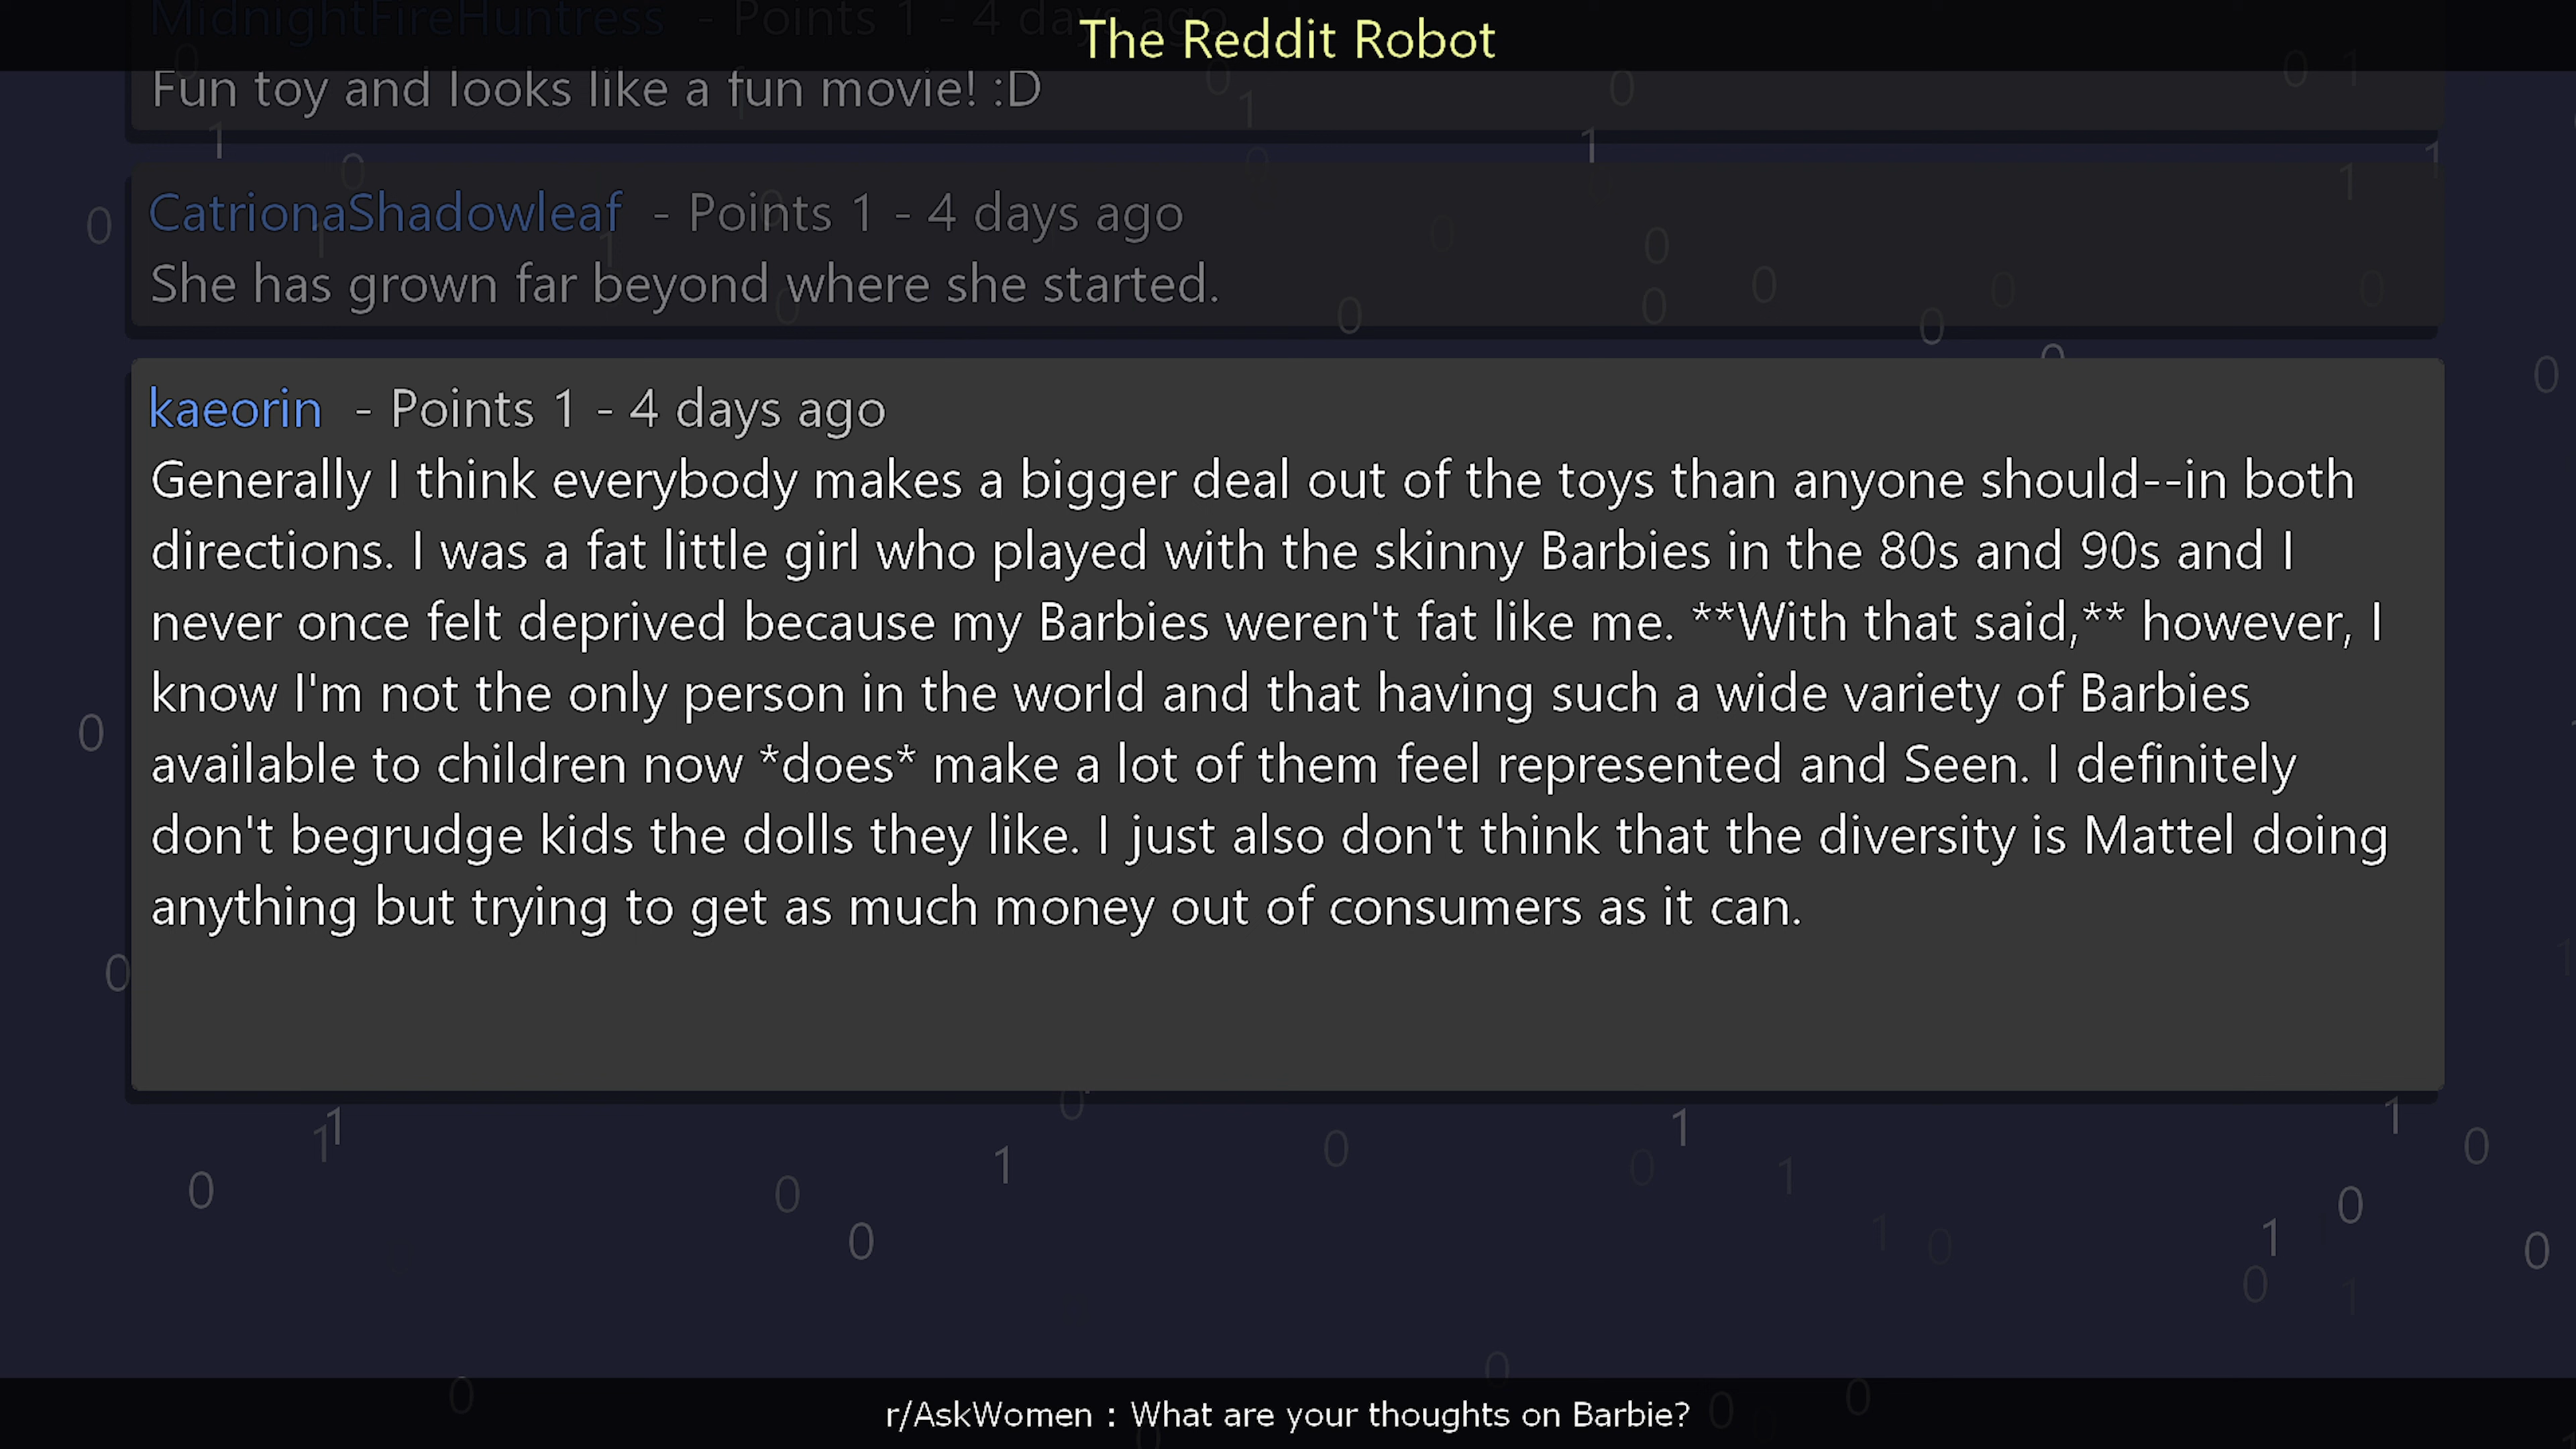 MidnightFireHuntress - Points 1 - 4 days ago
The Reddit Robot
Fun toy and looks like a fun movie! :D
CatrionaShadowleaf - Points 1 - 4 days ago
She has grown far beyond where she started.
kaeorin - Points 1 - 4 days ago
Generally I think everybody makes a bigger deal out of the toys than anyone should--in both
directions. I was a fat little girl who played with the skinny Barbies in the 80s and 90s and I
never once felt deprived because my Barbies weren't fat like me. **With that said,** however, I
know I'm not the only person in the world and that having such a wide variety of Barbies
available to children now *does* make a lot of them feel represented and Seen. I definitely
don't begrudge kids the dolls they like. I just also don't think that the diversity is Mattel doing
anything but trying to get as much money out of consumers as it can.
r/AskWomen : What are your thoughts on Barbie?